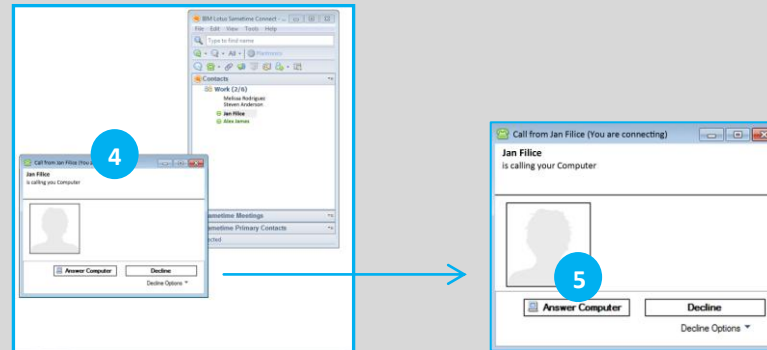 IBM Lotus Sametime Connect - ...
File Edit View Tools Help
Type to find name
All
Contacts
Work (2/6)
Melissa Rodriguez
Steven Anderson
Jan Filice
Alex James
ametime Meetings
ametime Primary Contacts
4
Call from Jan Filice (You a
Jan Filice
is calling you Computer
Answer Computer Decline
Decline Options
Call from Jan Filice (You are connecting)
Jan Filice
is calling your Computer
5
Answer Computer Decline
Decline Options